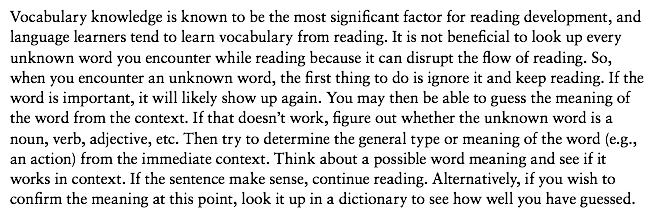 Vocabulary knowledge is known to be the most significant factor for reading development, and
language learners tend to learn vocabulary from reading. It is not beneficial to look up every
unknown word you encounter while reading because it can disrupt the flow of reading. So,
when you encounter an unknown word, the first thing to do is ignore it and keep reading. If the
word is important, it will likely show up again. You may then be able to guess the meaning of
the word from the context. If that doesn’t work, figure out whether the unknown word is a
noun, verb, adjective, etc. Then try to determine the general type or meaning of the word (e.g.,
an action) from the immediate context. Think about a possible word meaning and see if it
works in context. If the sentence make sense, continue reading. Alternatively, if you wish to
confirm the meaning at this point, look it up in a dictionary to see how well you have guessed.